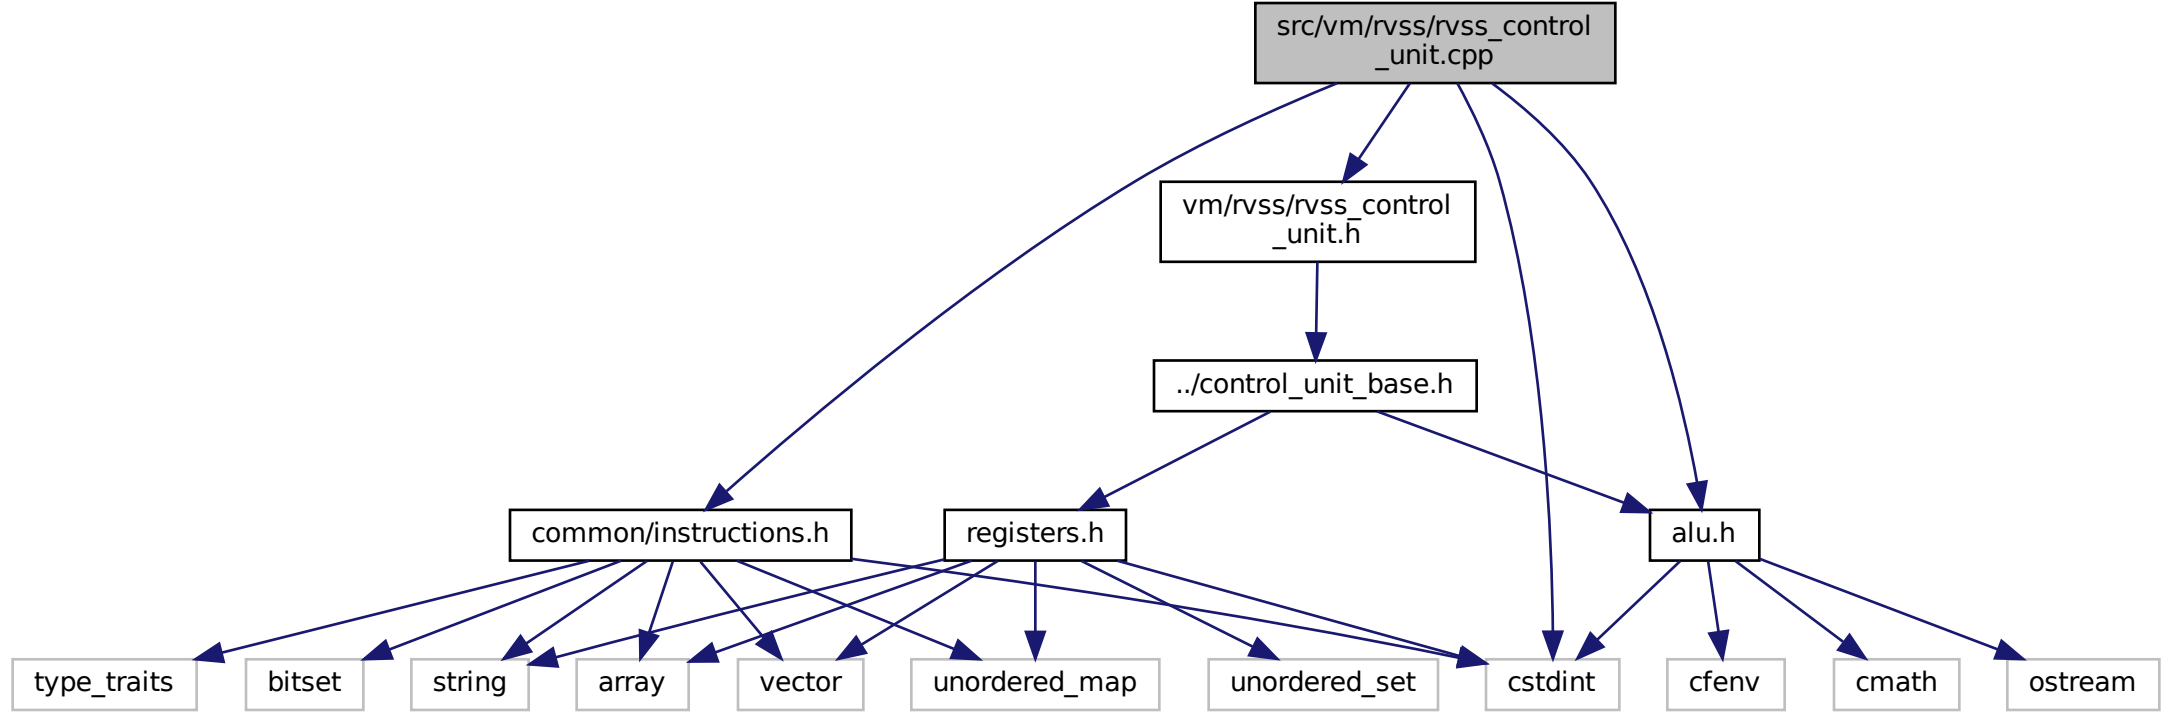 src/vm/rvss/rvss_control
_unit.cpp
vm/rvss/rvss_control
_unit.h
../control_unit_base.h
common/instructions.h
registers.h
alu.h
type_traits
bitset
string
array
vector
unordered_map
unordered_set
cstdint
cfenv
cmath
ostream